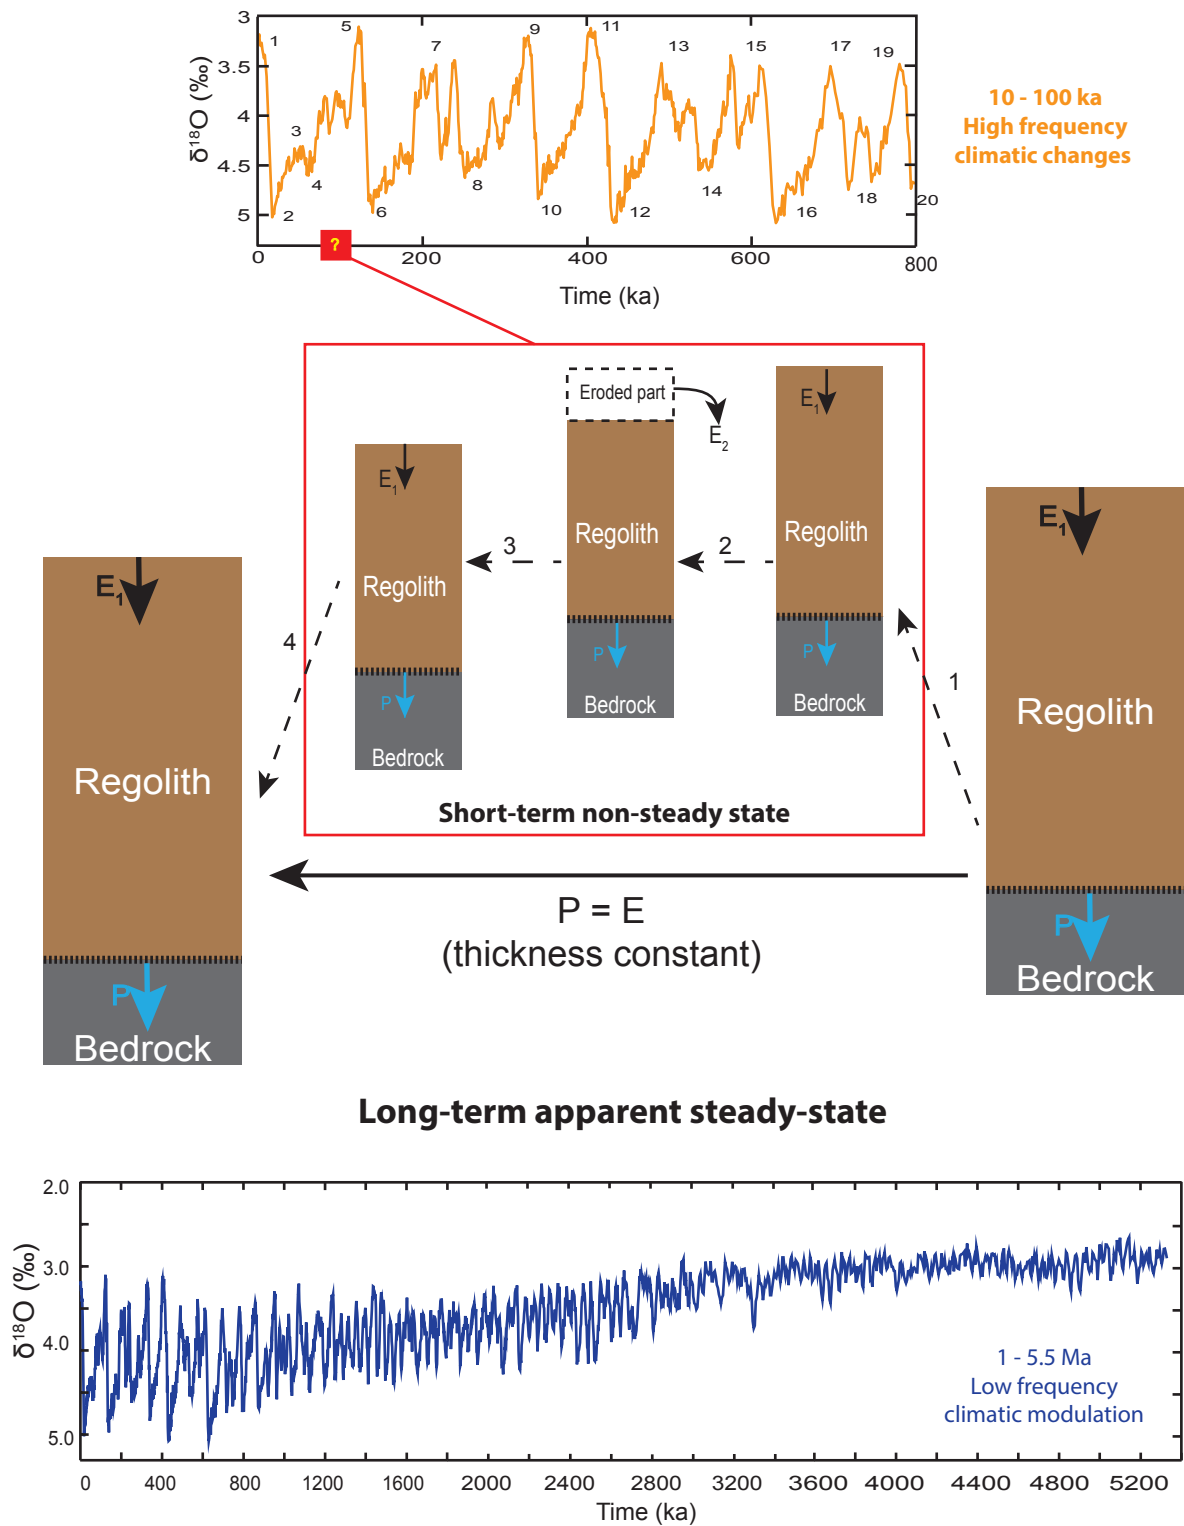 3
3.5
4
4.5
5
δ¹⁸O (‰)
1
2
3
4
5
6
7
8
9
10
11
12
13
14
15
16
17
18
19
20
10 - 100 ka
High frequency
climatic changes
?
0
200
400
600
800
Time (ka)
Eroded part
E₂
E₁
Regolith
P
Bedrock
E₁
Regolith
P
Bedrock
Regolith
P
Bedrock
3
2
4
1
E₁
Regolith
P
Bedrock
E₁
Regolith
P
Bedrock
Short-term non-steady state
P = E
(thickness constant)
Long-term apparent steady-state
2.0
3.0
4.0
5.0
δ¹⁸O (‰)
1 - 5.5 Ma
Low frequency
climatic modulation
0
400
800
1200
1600
2000
2400
2800
3200
3600
4000
4400
4800
5200
Time (ka)